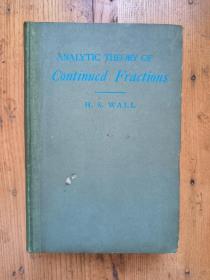 ANALYTIC THEORY OF
Continued Fractions
H. S. WALL